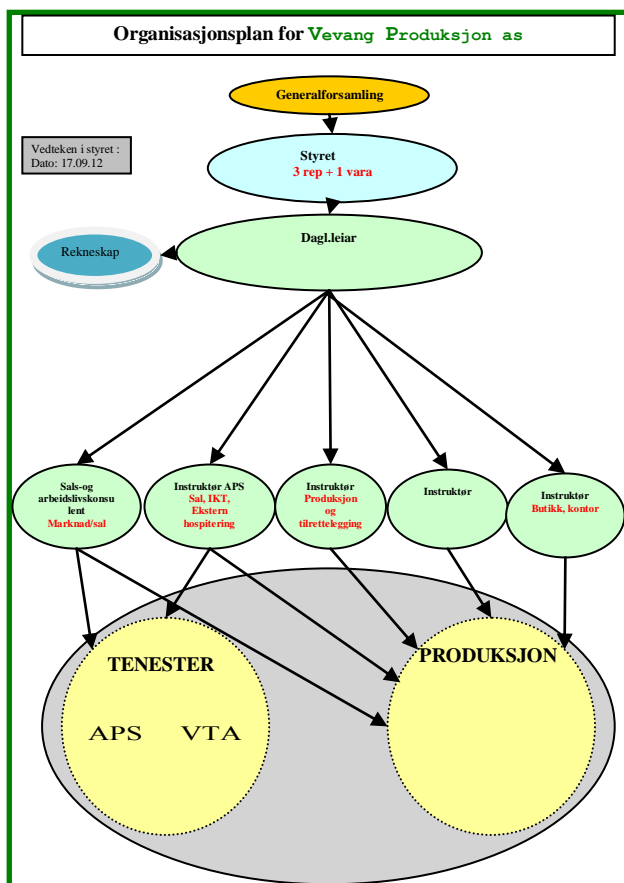 Organisasjonsplan for Vevang Produksjon as
Generalforsamling
Vedteken i styret :
Dato: 17.09.12
Styret
3 rep + 1 vara
Dagl.leiar
Rekneskap
Sals-og
arbeidslivskonsu
lent
Marknad/sal
Instruktør APS
Sal, IKT,
Ekstern
hospitering
Instruktør
Produksjon
og
tilrettelegging
Instruktør
Instruktør
Butikk, kontor
TENESTER
APS VTA
PRODUKSJON